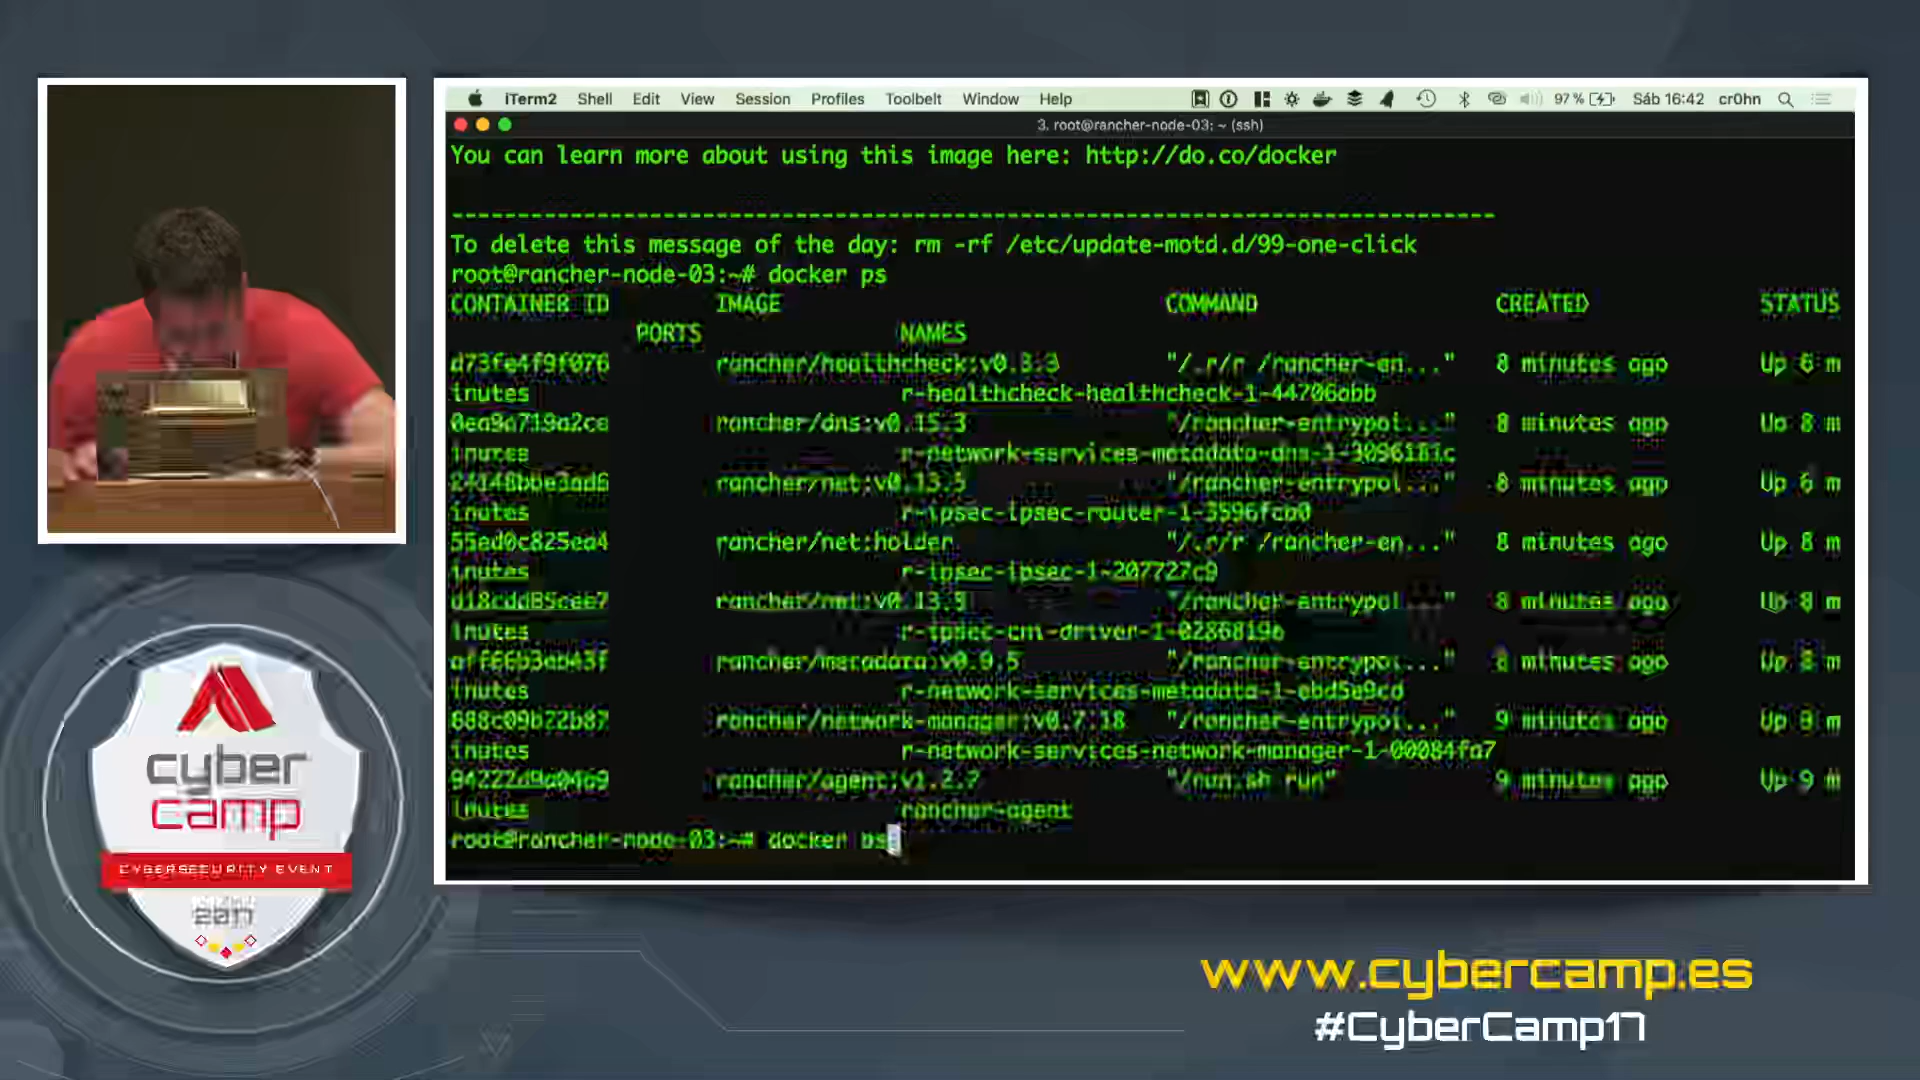 iTerm2 Shell Edit View Session Profiles Toolbelt Window Help 97% Sáb 16:42 cr0hn
3. root@rancher-node-03: ~ (ssh)
You can learn more about using this image here: http://do.co/docker
--------------------------------------------------------------------------------
To delete this message of the day: rm -rf /etc/update-motd.d/99-one-click
root@rancher-node-03:~# docker ps
CONTAINER ID IMAGE COMMAND CREATED STATUS
PORTS NAMES
d73fe4f9f076 rancher/healthcheck:v0.3.3 "/.r/r /rancher-en..." 8 minutes ago Up 6 m
inutes r-healthcheck-healthcheck-1-44706abb
0ea9a719a2ce rancher/dns:v0.15.3 "/rancher-entrypoi..." 8 minutes ago Up 8 m
inutes r-network-services-metadata-dns-1-3096181c
24148bbe3ad6 rancher/net:v0.13.5 "/rancher-entrypoi..." 8 minutes ago Up 6 m
inutes r-ipsec-ipsec-router-1-3596fcb0
55ed0c825ea4 rancher/net:holder "/.r/r /rancher-en..." 8 minutes ago Up 8 m
inutes r-ipsec-ipsec-1-207727c9
d18cdd85cee7 rancher/net:v0.13.5 "/rancher-entrypoi..." 8 minutes ago Up 8 m
inutes r-ipsec-cni-driver-1-02868196
aff66b3ab43f rancher/metadata:v0.9.5 "/rancher-entrypoi..." 8 minutes ago Up 8 m
inutes r-network-services-metadata-1-ebd5e9cd
688c09b22b87 rancher/network-manager:v0.7.18 "/rancher-entrypoi..." 9 minutes ago Up 8 m
inutes r-network-services-network-manager-1-00084fa7
94222d9a0469 rancher/agent:v1.2.7 "/run.sh run" 9 minutes ago Up 9 m
inutes rancher-agent
root@rancher-node-03:~# docker ps
cyber
camp
CYBERSECURITY EVENT
2017
www.cybercamp.es
#CyberCamp17